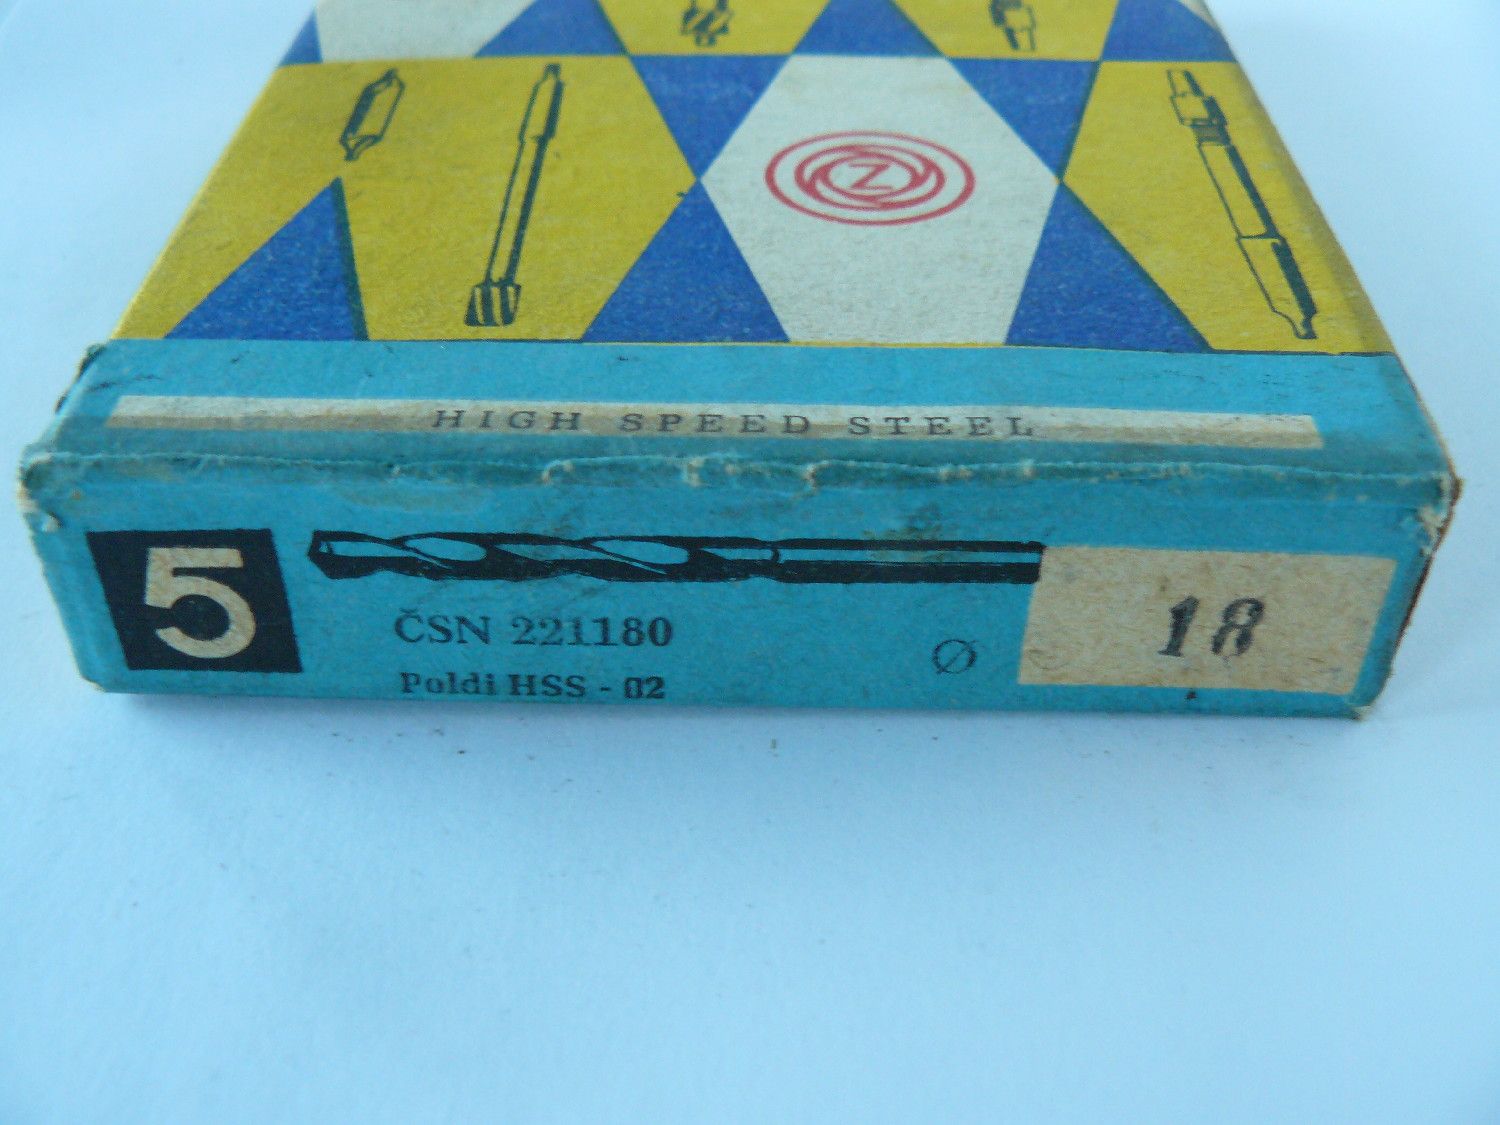 Z
HIGH SPEED STEEL
5
ČSN 221180
Poldi HSS - 02
Ø 18